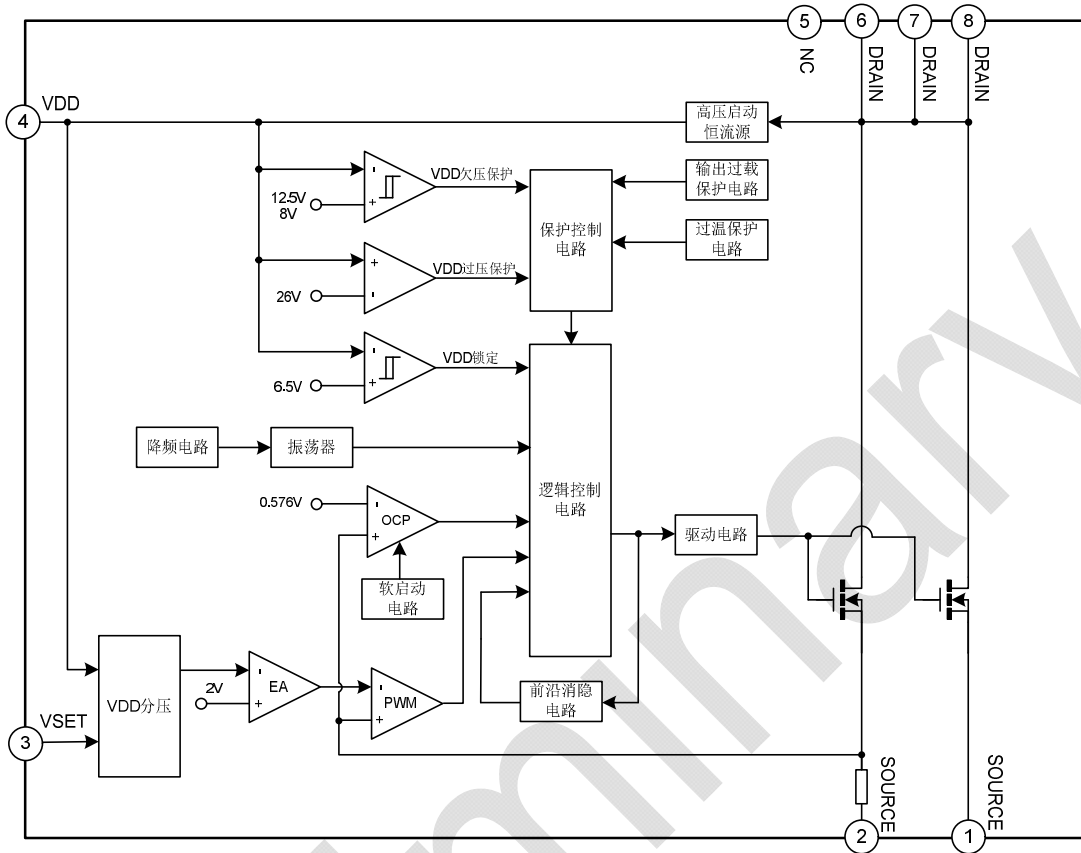 5
6
7
8
NC
DRAIN
DRAIN
DRAIN
4
VDD
高压启动
恒流源
12.5V
8V
-
+
VDD欠压保护
输出过载
保护电路
保护控制
电路
过温保护
电路
26V
+
-
VDD过压保护
6.5V
-
+
VDD锁定
降频电路
振荡器
逻辑控制
电路
0.576V
-
+
OCP
软启动
电路
驱动电路
VDD分压
2V
-
+
EA
-
+
PWM
前沿消隐
电路
VSET
3
SOURCE
SOURCE
2
1
minary